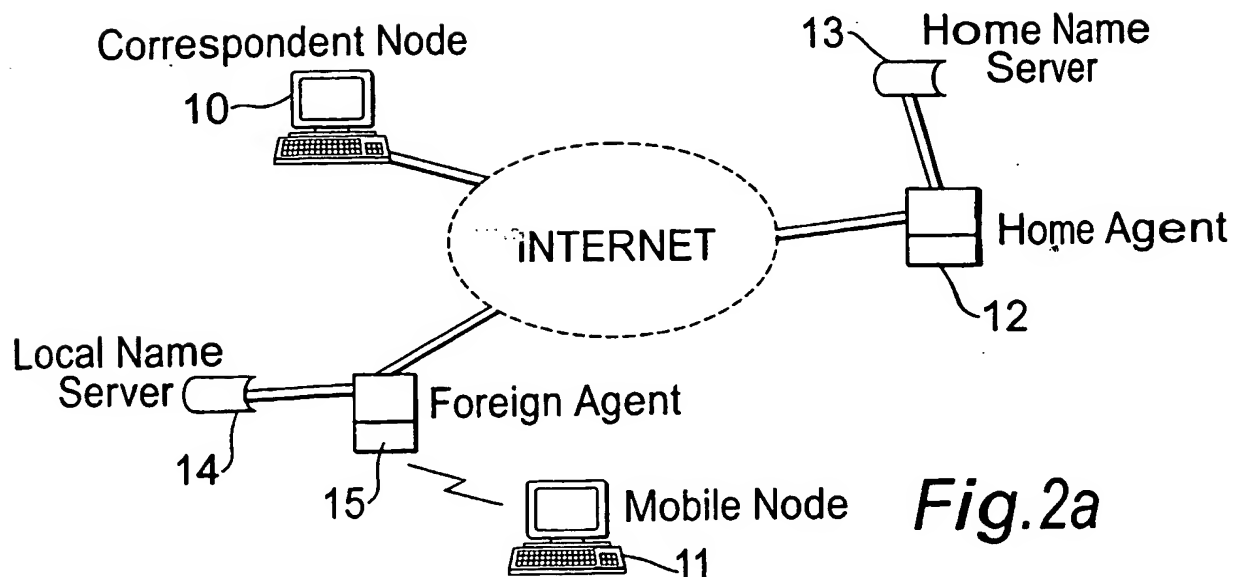 Correspondent Node
10
13
Home Name
Server
iNTERNET
Home Agent
12
Local Name
Server
Foreign Agent
14
15
Mobile Node
11
Fig.2a